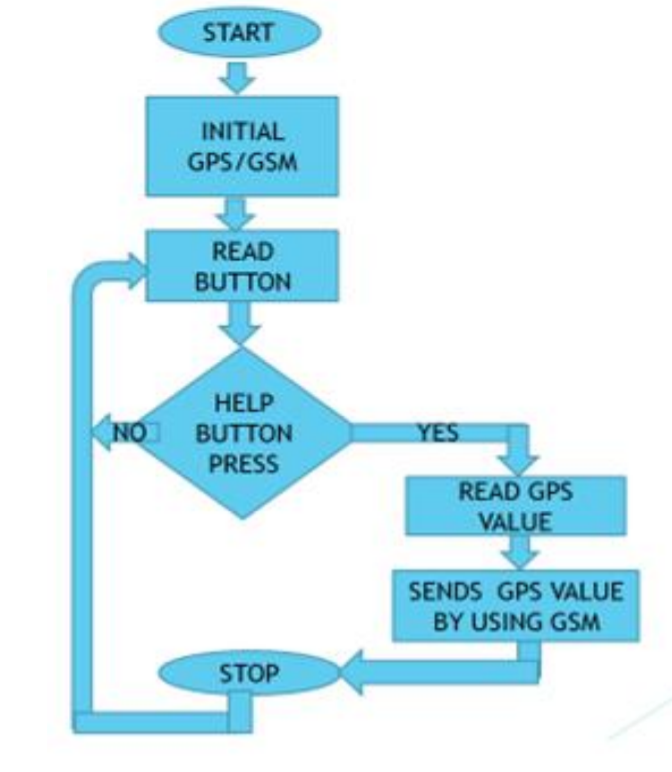 START
INITIAL
GPS/GSM
READ
BUTTON
HELP
BUTTON
PRESS
NO
YES
READ GPS
VALUE
SENDS GPS VALUE
BY USING GSM
STOP